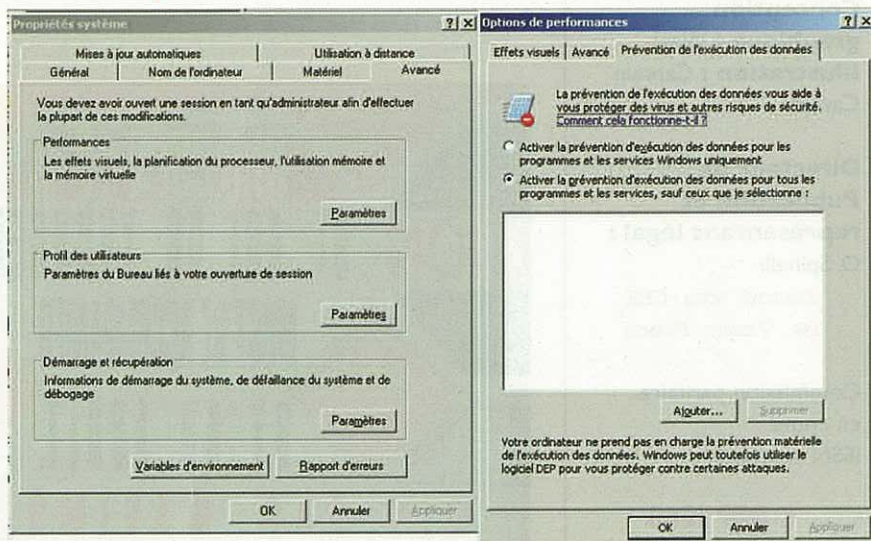 Propriétés système
Mises à jour automatiques
Utilisation à distance
Général
Nom de l'ordinateur
Matériel
Avancé
Vous devez avoir ouvert une session en tant qu'administrateur afin d'effectuer
la plupart de ces modifications.
Performances
Les effets visuels, la planification du processeur, l'utilisation mémoire et
la mémoire virtuelle
Paramètres
Profil des utilisateurs
Paramètres du Bureau liés à votre ouverture de session
Paramètres
Démarrage et récupération
Informations de démarrage du système, de défaillance du système et de
débogage
Paramètres
Variables d'environnement
Rapport d'erreurs
OK
Annuler
Appliquer
Options de performances
Effets visuels
Avancé
Prévention de l'exécution des données
La prévention de l'exécution des données vous aide à
vous protéger des virus et autres risques de sécurité.
Comment cela fonctionne-t-il ?
Activer la prévention d'exécution des données pour les
programmes et les services Windows uniquement
Activer la prévention d'exécution des données pour tous les
programmes et les services, sauf ceux que je sélectionne :
Ajouter...
Supprimer
Votre ordinateur ne prend pas en charge la prévention matérielle
de l'exécution des données. Windows peut toutefois utiliser le
logiciel DEP pour vous protéger contre certaines attaques.
OK
Annuler
Appliquer